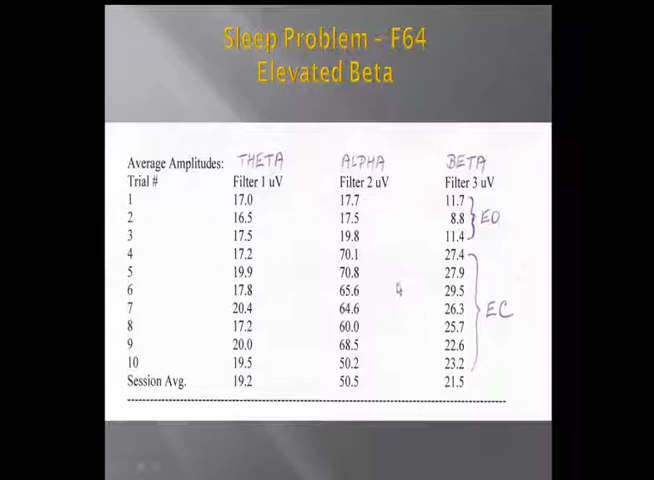 Sleep Problem – F64
Elevated Beta
Average Amplitudes: THETA ALPHA BETA
Trial # Filter 1 uV Filter 2 uV Filter 3 uV
1 17.0 17.7 11.7
2 16.5 17.5 8.8 EO
3 17.5 19.8 11.4
4 17.2 70.1 27.4
5 19.9 70.8 27.9
6 17.8 65.6 29.5
7 20.4 64.6 26.3 EC
8 17.2 60.0 25.7
9 20.0 68.5 22.6
10 19.5 50.2 23.2
Session Avg. 19.2 50.5 21.5